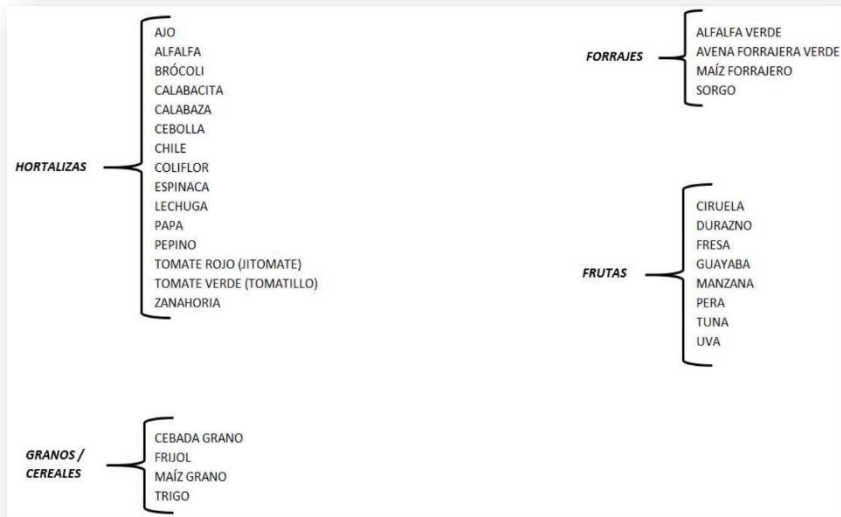 HORTALIZAS
AJO
ALFALFA
BRÓCOLI
CALABACITA
CALABAZA
CEBOLLA
CHILE
COLIFLOR
ESPINACA
LECHUGA
PAPA
PEPINO
TOMATE ROJO (JITOMATE)
TOMATE VERDE (TOMATILLO)
ZANAHORIA
FORRAJES
ALFALFA VERDE
AVENA FORRAJERA VERDE
MAÍZ FORRAJERO
SORGO
FRUTAS
CIRUELA
DURAZNO
FRESA
GUAYABA
MANZANA
PERA
TUNA
UVA
GRANOS /
CEREALES
CEBADA GRANO
FRIJOL
MAÍZ GRANO
TRIGO